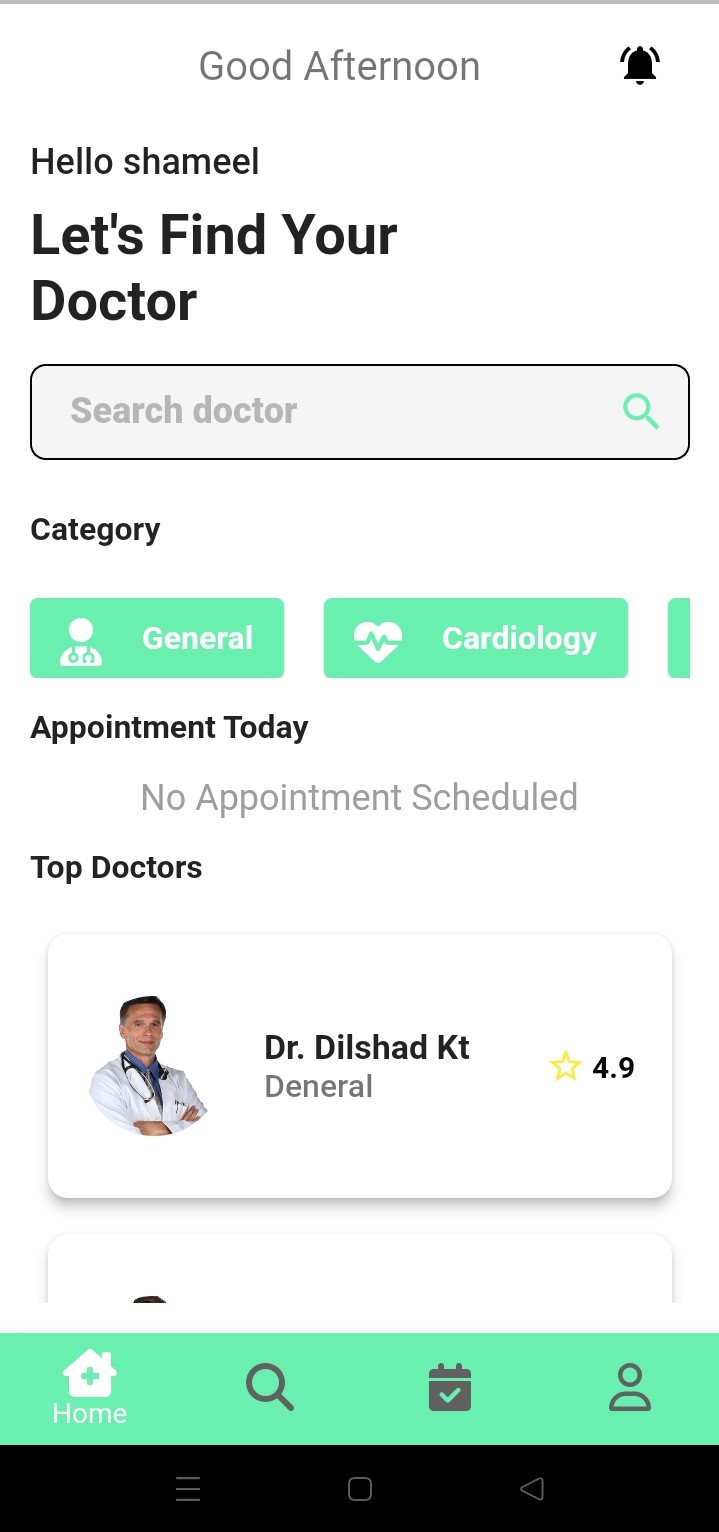 Good Afternoon
Hello shameel
Let's Find Your
Doctor
Search doctor
Category
General
Cardiology
Appointment Today
No Appointment Scheduled
Top Doctors
Dr. Dilshad Kt
Deneral
4.9
Home